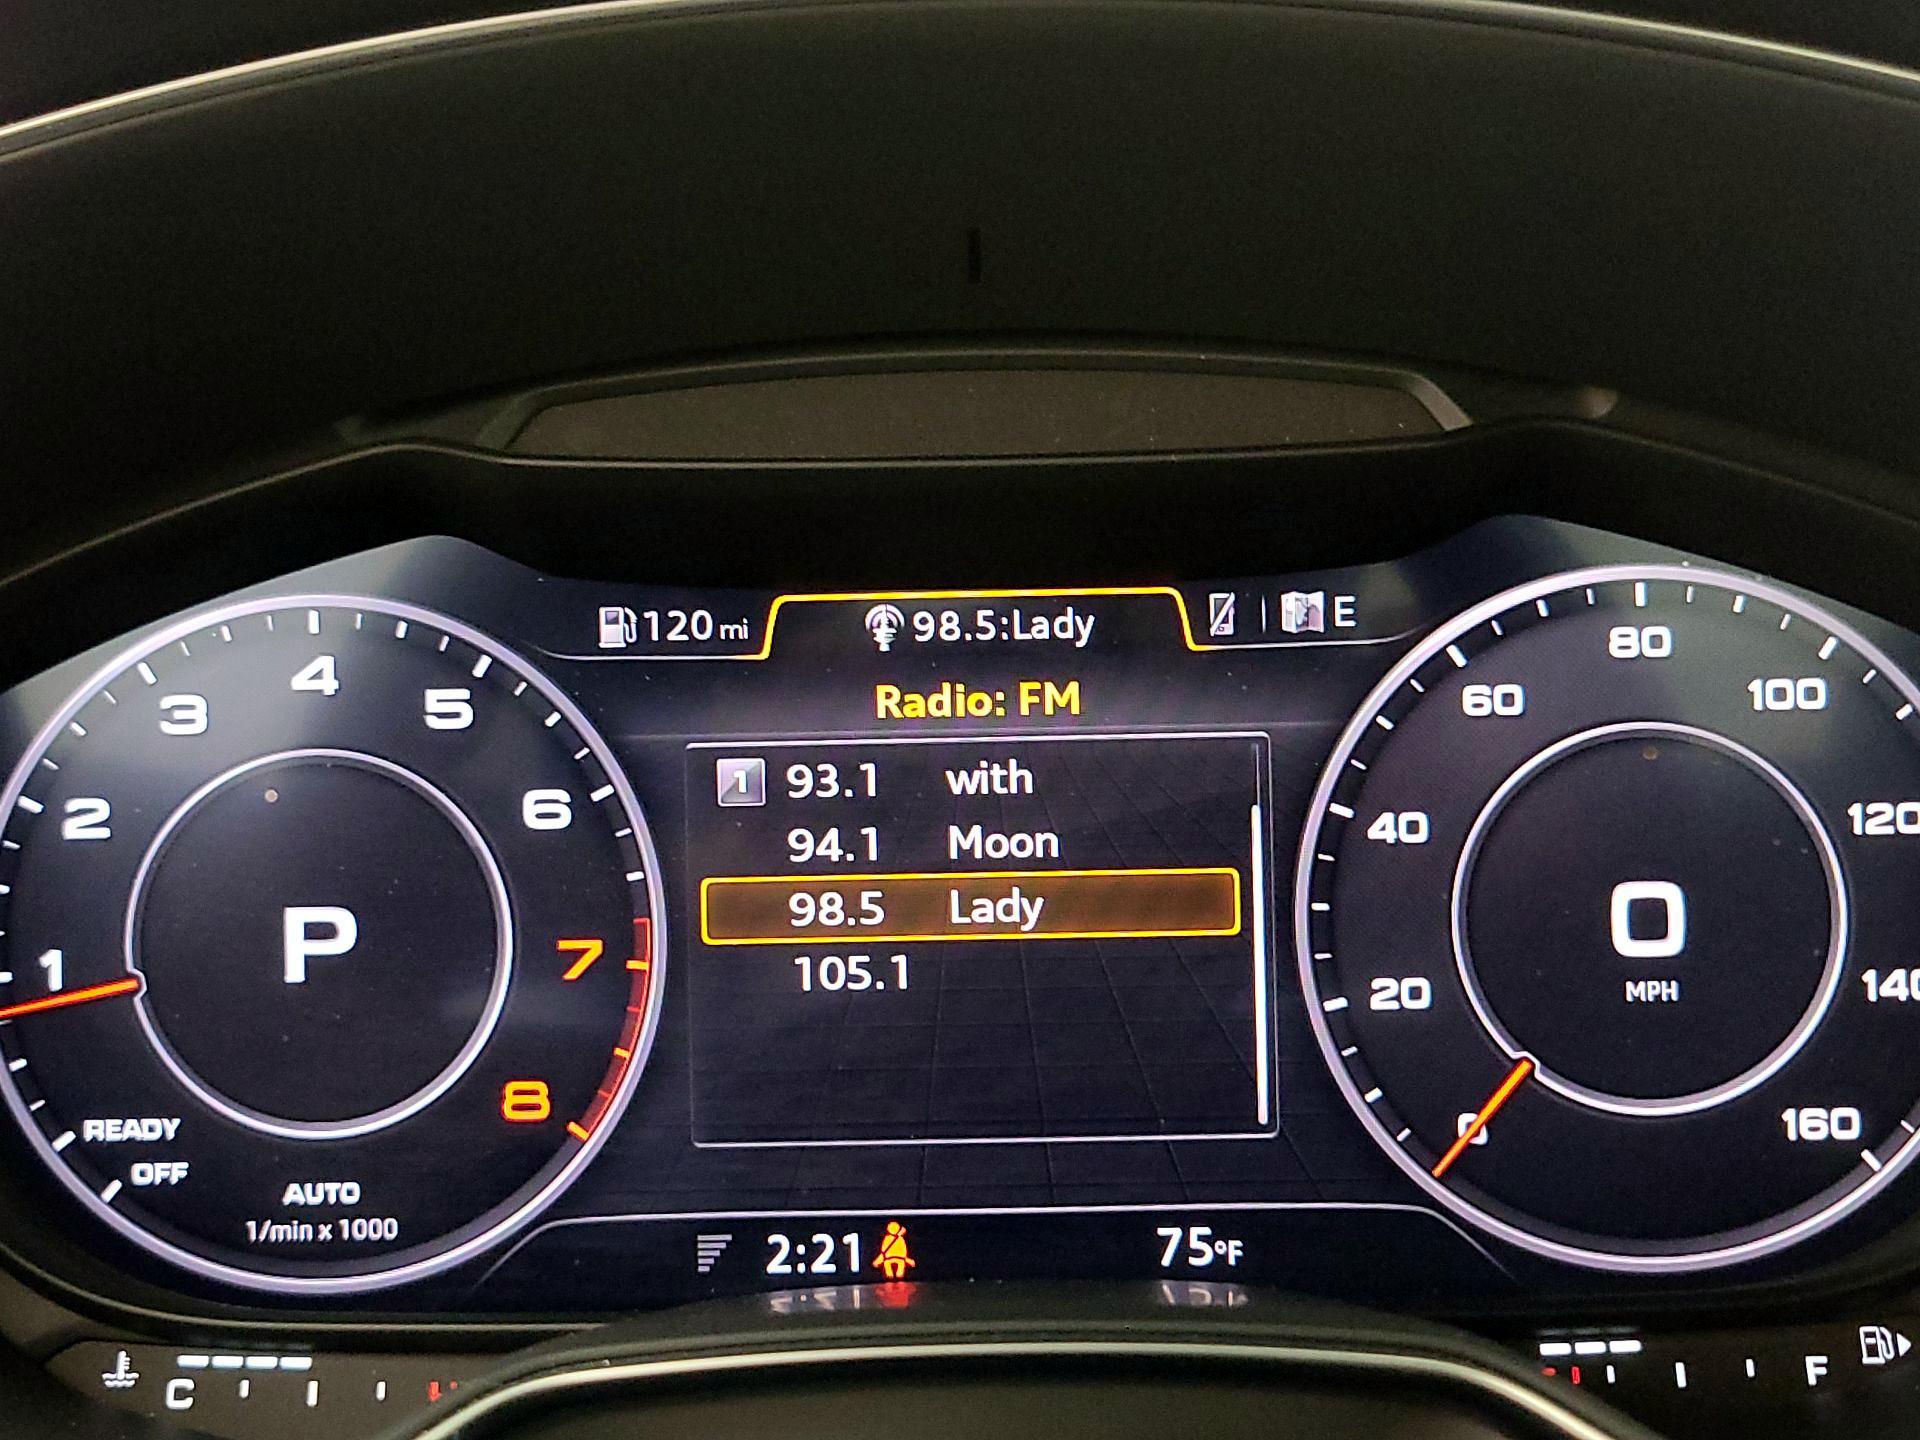 120 mi
98.5:Lady
E
Radio: FM
1 93.1 with
94.1 Moon
98.5 Lady
105.1
1
2
3
4
5
6
7
8
P
READY
OFF
AUTO
1/min x 1000
0
20
40
60
80
100
120
140
160
0
MPH
2:21
75°F
C
F